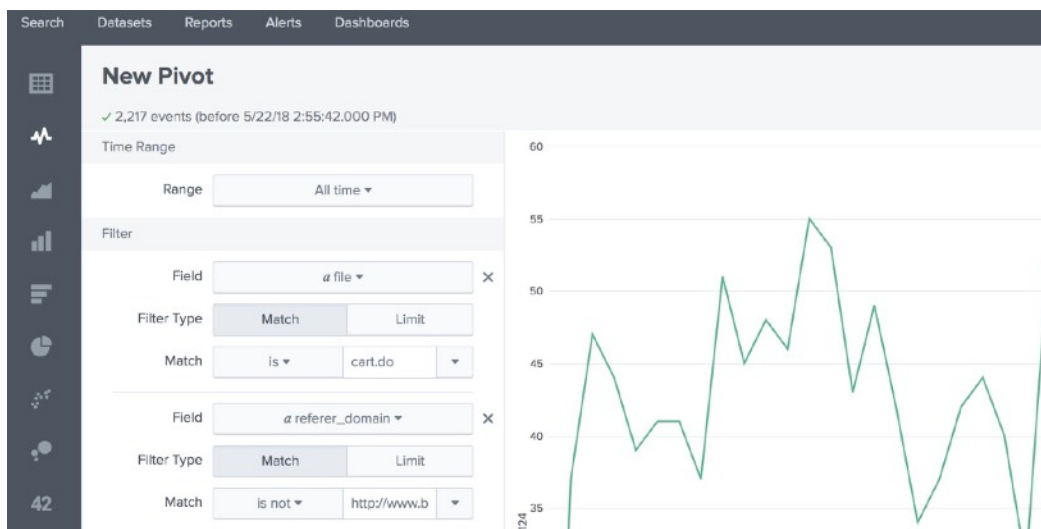 Search Datasets Reports Alerts Dashboards
New Pivot
✓ 2,217 events (before 5/22/18 2:55:42.000 PM)
Time Range
Range All time
Filter
Field a file
Filter Type Match Limit
Match is cart.do
Field a referer_domain
Filter Type Match Limit
Match is not http://www.b
42
60
55
50
45
40
35
124